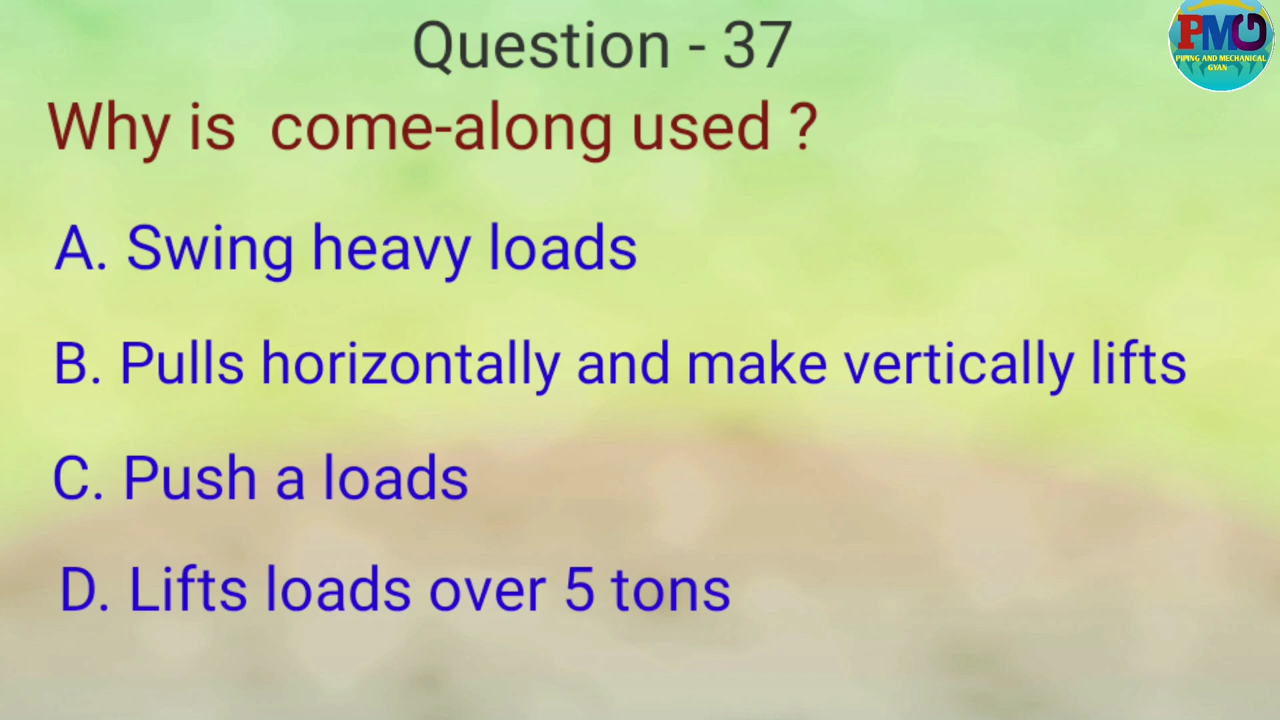 Question - 37
PMG
PIPING AND MECHANICAL
GYAN
Why is come-along used ?
A. Swing heavy loads
B. Pulls horizontally and make vertically lifts
C. Push a loads
D. Lifts loads over 5 tons